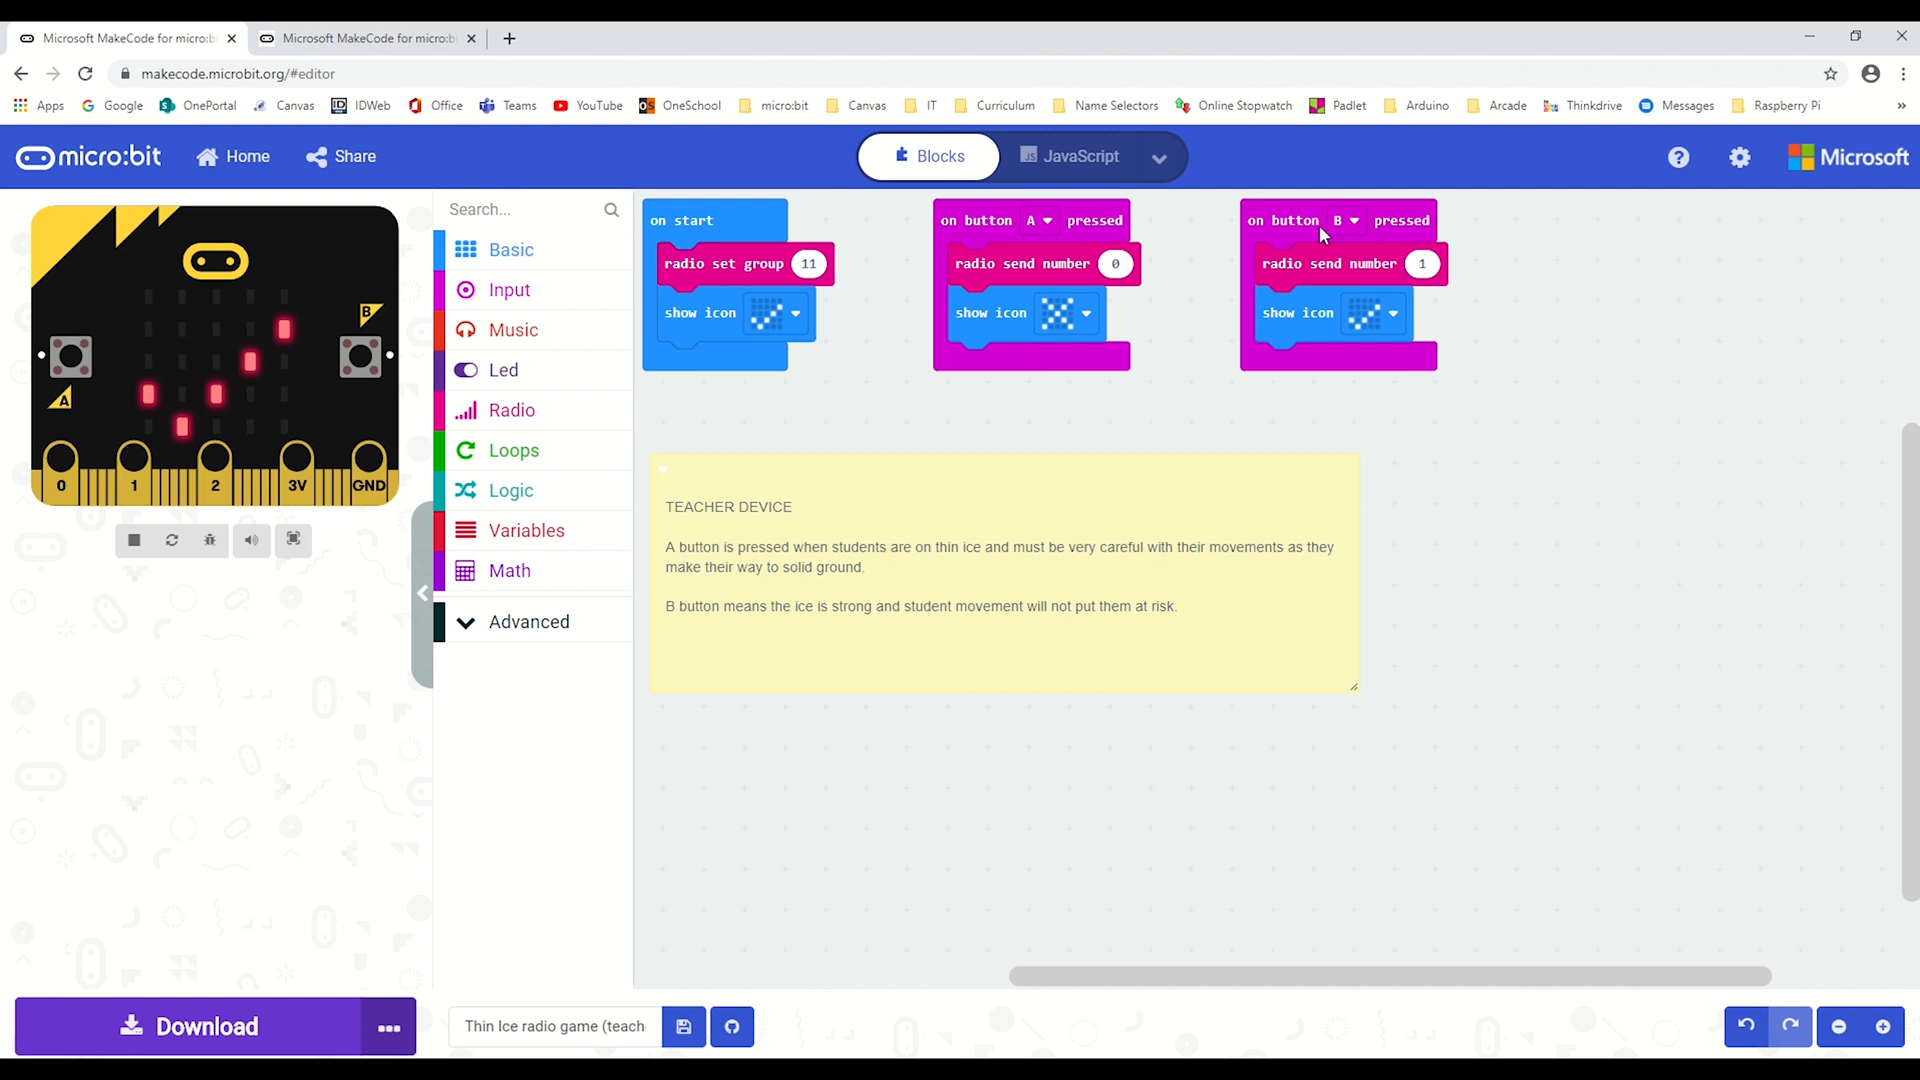 Microsoft MakeCode for micro:b
Microsoft MakeCode for micro:b
makecode.microbit.org/#editor
Apps Google OnePortal Canvas IDWeb Office Teams YouTube OneSchool micro:bit Canvas IT Curriculum Name Selectors Online Stopwatch Padlet Arduino Arcade Thinkdrive Messages Raspberry Pi »
micro:bit Home Share Blocks JS JavaScript ? Microsoft
Search...
Basic
Input
Music
Led
Radio
Loops
Logic
Variables
Math
Advanced
B
A
0 1 2 3V GND
on start
radio set group 11
show icon
on button A pressed
radio send number 0
show icon
on button B pressed
radio send number 1
show icon
TEACHER DEVICE
A button is pressed when students are on thin ice and must be very careful with their movements as they
make their way to solid ground.
B button means the ice is strong and student movement will not put them at risk.
Download ... Thin Ice radio game (teach